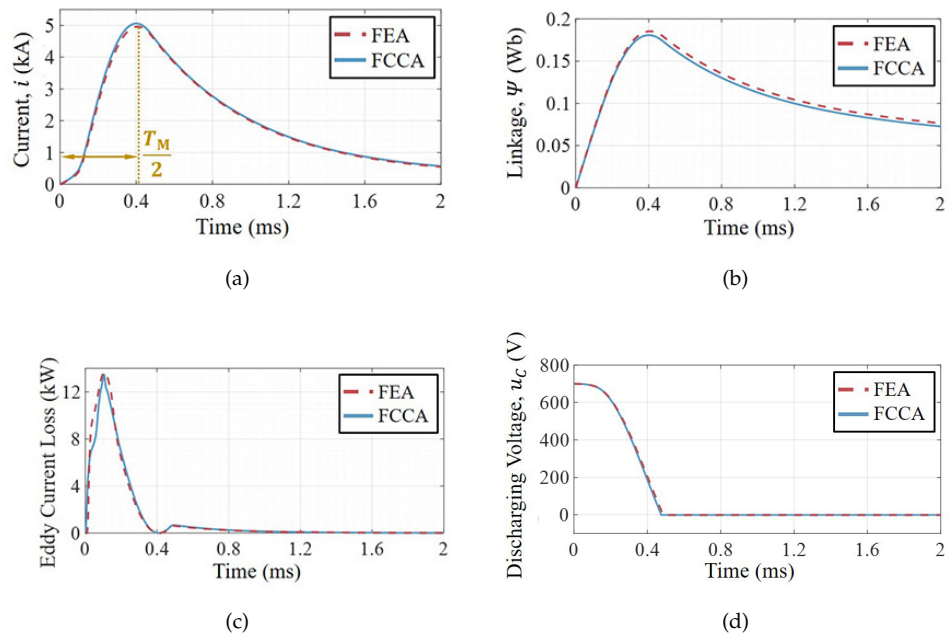 5
4
3
2
1
0
Current, i (kA)
FEA
FCCA
T_M
2
0 0.4 0.8 1.2 1.6 2
Time (ms)
(a)
0.2
0.15
0.1
0.05
0
Linkage, Ψ (Wb)
FEA
FCCA
0 0.4 0.8 1.2 1.6 2
Time (ms)
(b)
12
8
4
0
Eddy Current Loss (kW)
FEA
FCCA
0 0.4 0.8 1.2 1.6 2
Time (ms)
(c)
800
600
400
200
0
Discharging Voltage, u_C (V)
FEA
FCCA
0 0.4 0.8 1.2 1.6 2
Time (ms)
(d)